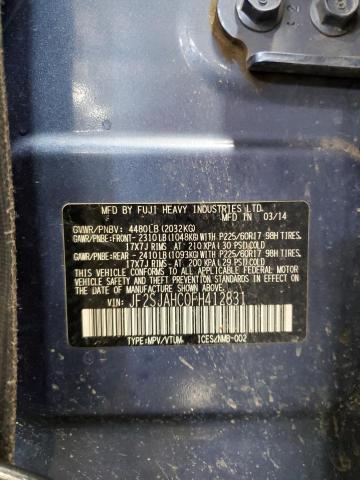 MFD BY FUJI HEAVY INDUSTRIES LTD.
MFD IN 03/14
GVWR/PNBV: 4480LB (2032KG)
GAWR/PNBE:FRONT- 2310LB (1048KG) WITH P225/60R17 98H TIRES,
17X7J RIMS AT 210 KPA (30 PSI)COLD
GAWR/PNBE:REAR - 2410LB (1093KG) WITH P225/60R17 98H TIRES,
17X7J RIMS AT 200 KPA (29 PSI)COLD
THIS VEHICLE CONFORMS TO ALL APPLICABLE FEDERAL MOTOR
VEHICLE SAFETY STANDARDS IN EFFECT ON THE DATE OF
MANUFACTURE SHOWN ABOVE.
VIN: JF2SJAHC0FH412831
TYPE:MPV/VTUM. ICES/NMB-002